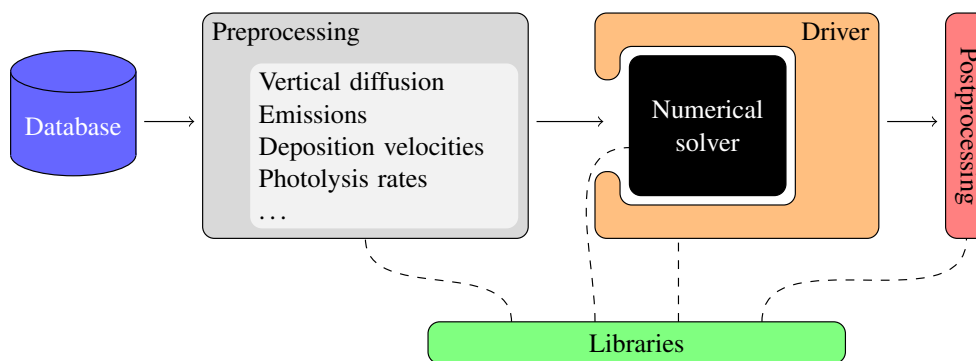 Preprocessing
Driver
Postprocessing
Database
Vertical diffusion
Emissions
Deposition velocities
Photolysis rates
...
Numerical
solver
Libraries